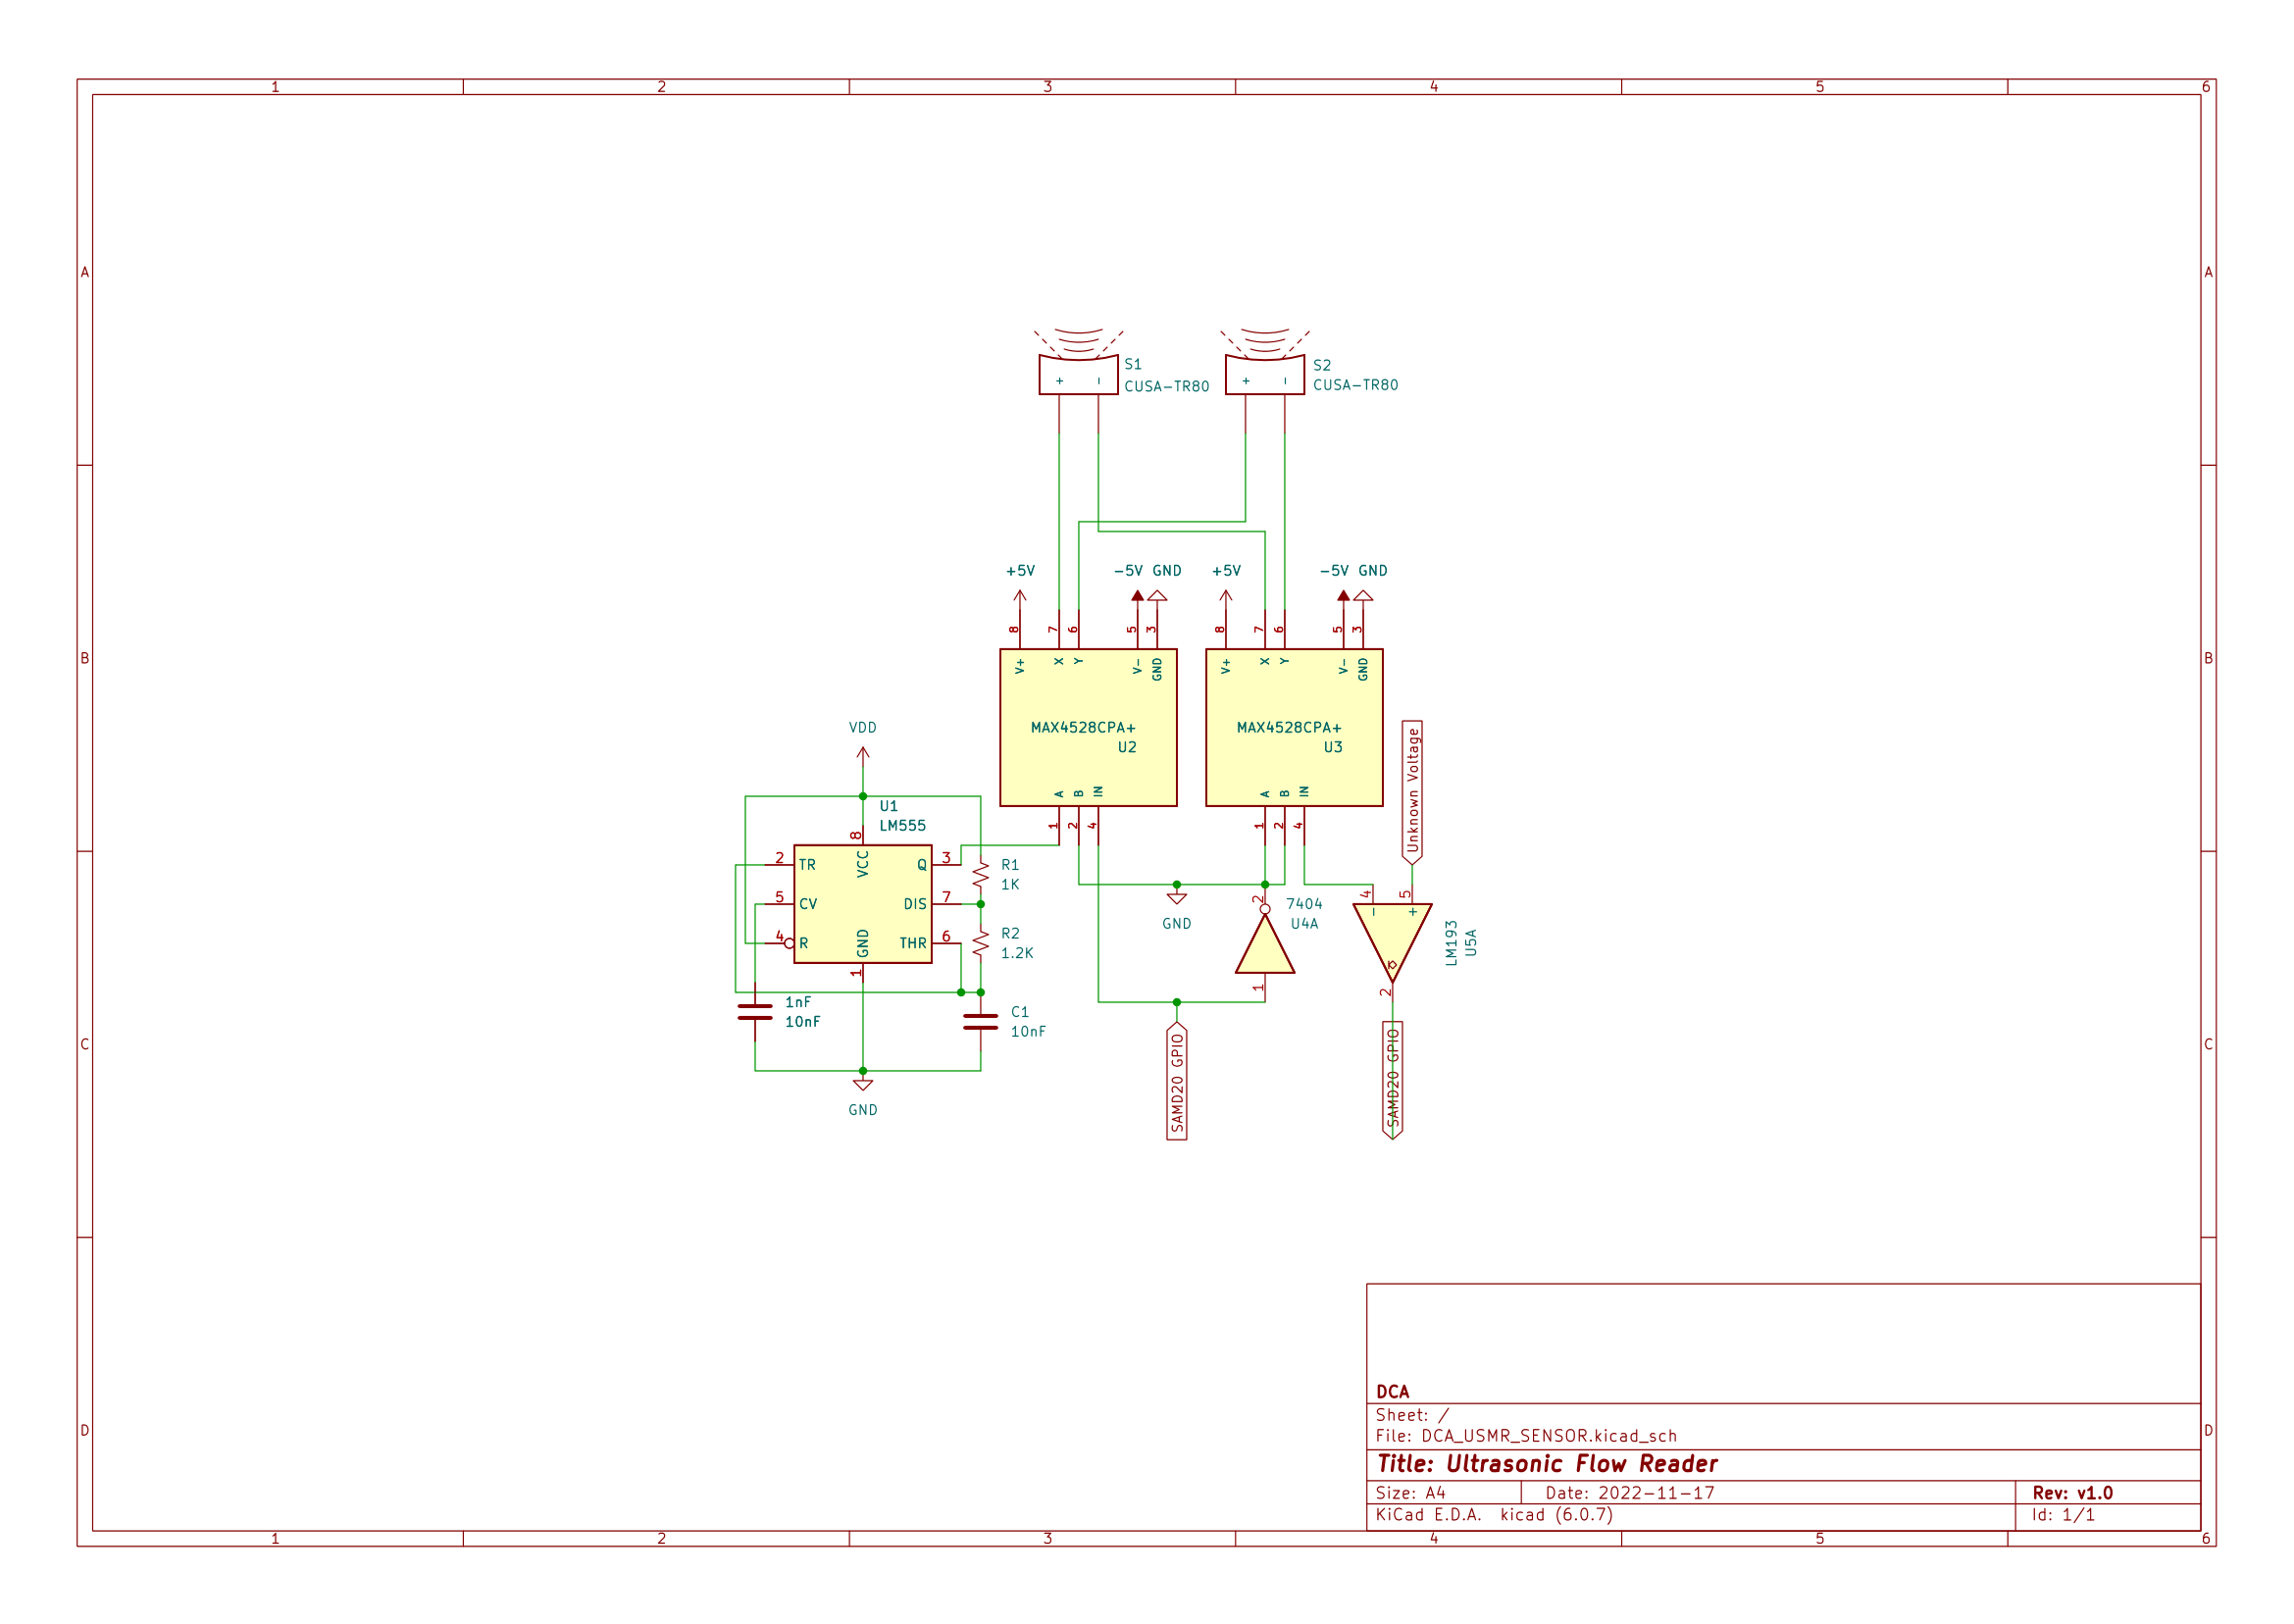 1 2 3 4 5 6
A A
S1
CUSA-TR80
+ -
S2
CUSA-TR80
+ -
+5V -5V GND +5V -5V GND
8 7 6 5 3 8 7 6 5 3
V+ X Y V- GND V+ X Y V- GND
B B
MAX4528CPA+
U2
MAX4528CPA+
U3
A B IN A B IN
1 2 4 1 2 4
Unknown Voltage
VDD
U1
LM555
8
VCC
2 TR
5 CV
4 R
Q 3
DIS 7
THR 6
GND
1
R1
1K
R2
1.2K
1nF
10nF
C1
10nF
GND
GND
2
7404
U4A
1
4 5
- +
LM193
U5A
2
SAMD20 GPIO
SAMD20 GPIO
C C
D D
DCA
Sheet: /
File: DCA_USMR_SENSOR.kicad_sch
Title: Ultrasonic Flow Reader
Size: A4 Date: 2022-11-17 Rev: v1.0
KiCad E.D.A. kicad (6.0.7) Id: 1/1
1 2 3 4 5 6